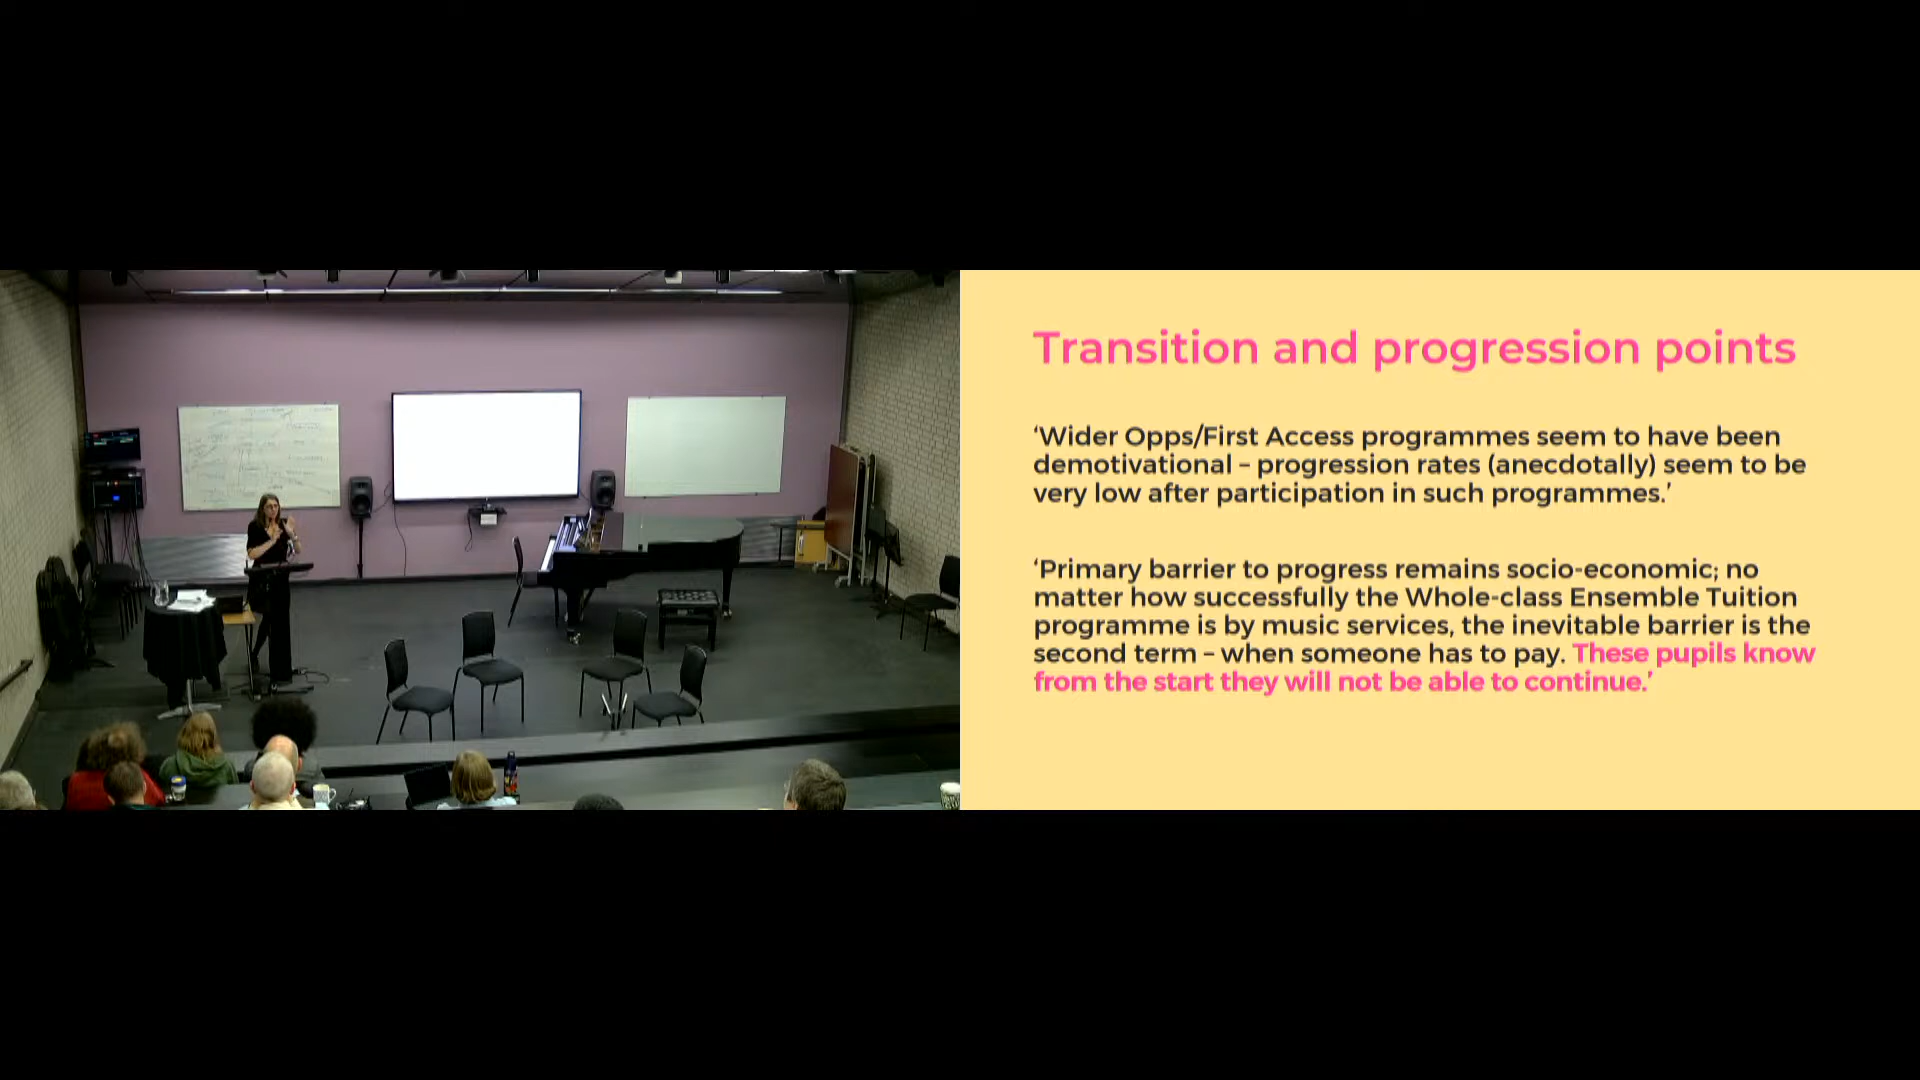 Transition and progression points
‘Wider Opps/First Access programmes seem to have been
demotivational – progression rates (anecdotally) seem to be
very low after participation in such programmes.’
‘Primary barrier to progress remains socio-economic; no
matter how successfully the Whole-class Ensemble Tuition
programme is by music services, the inevitable barrier is the
second term – when someone has to pay. These pupils know
from the start they will not be able to continue.’